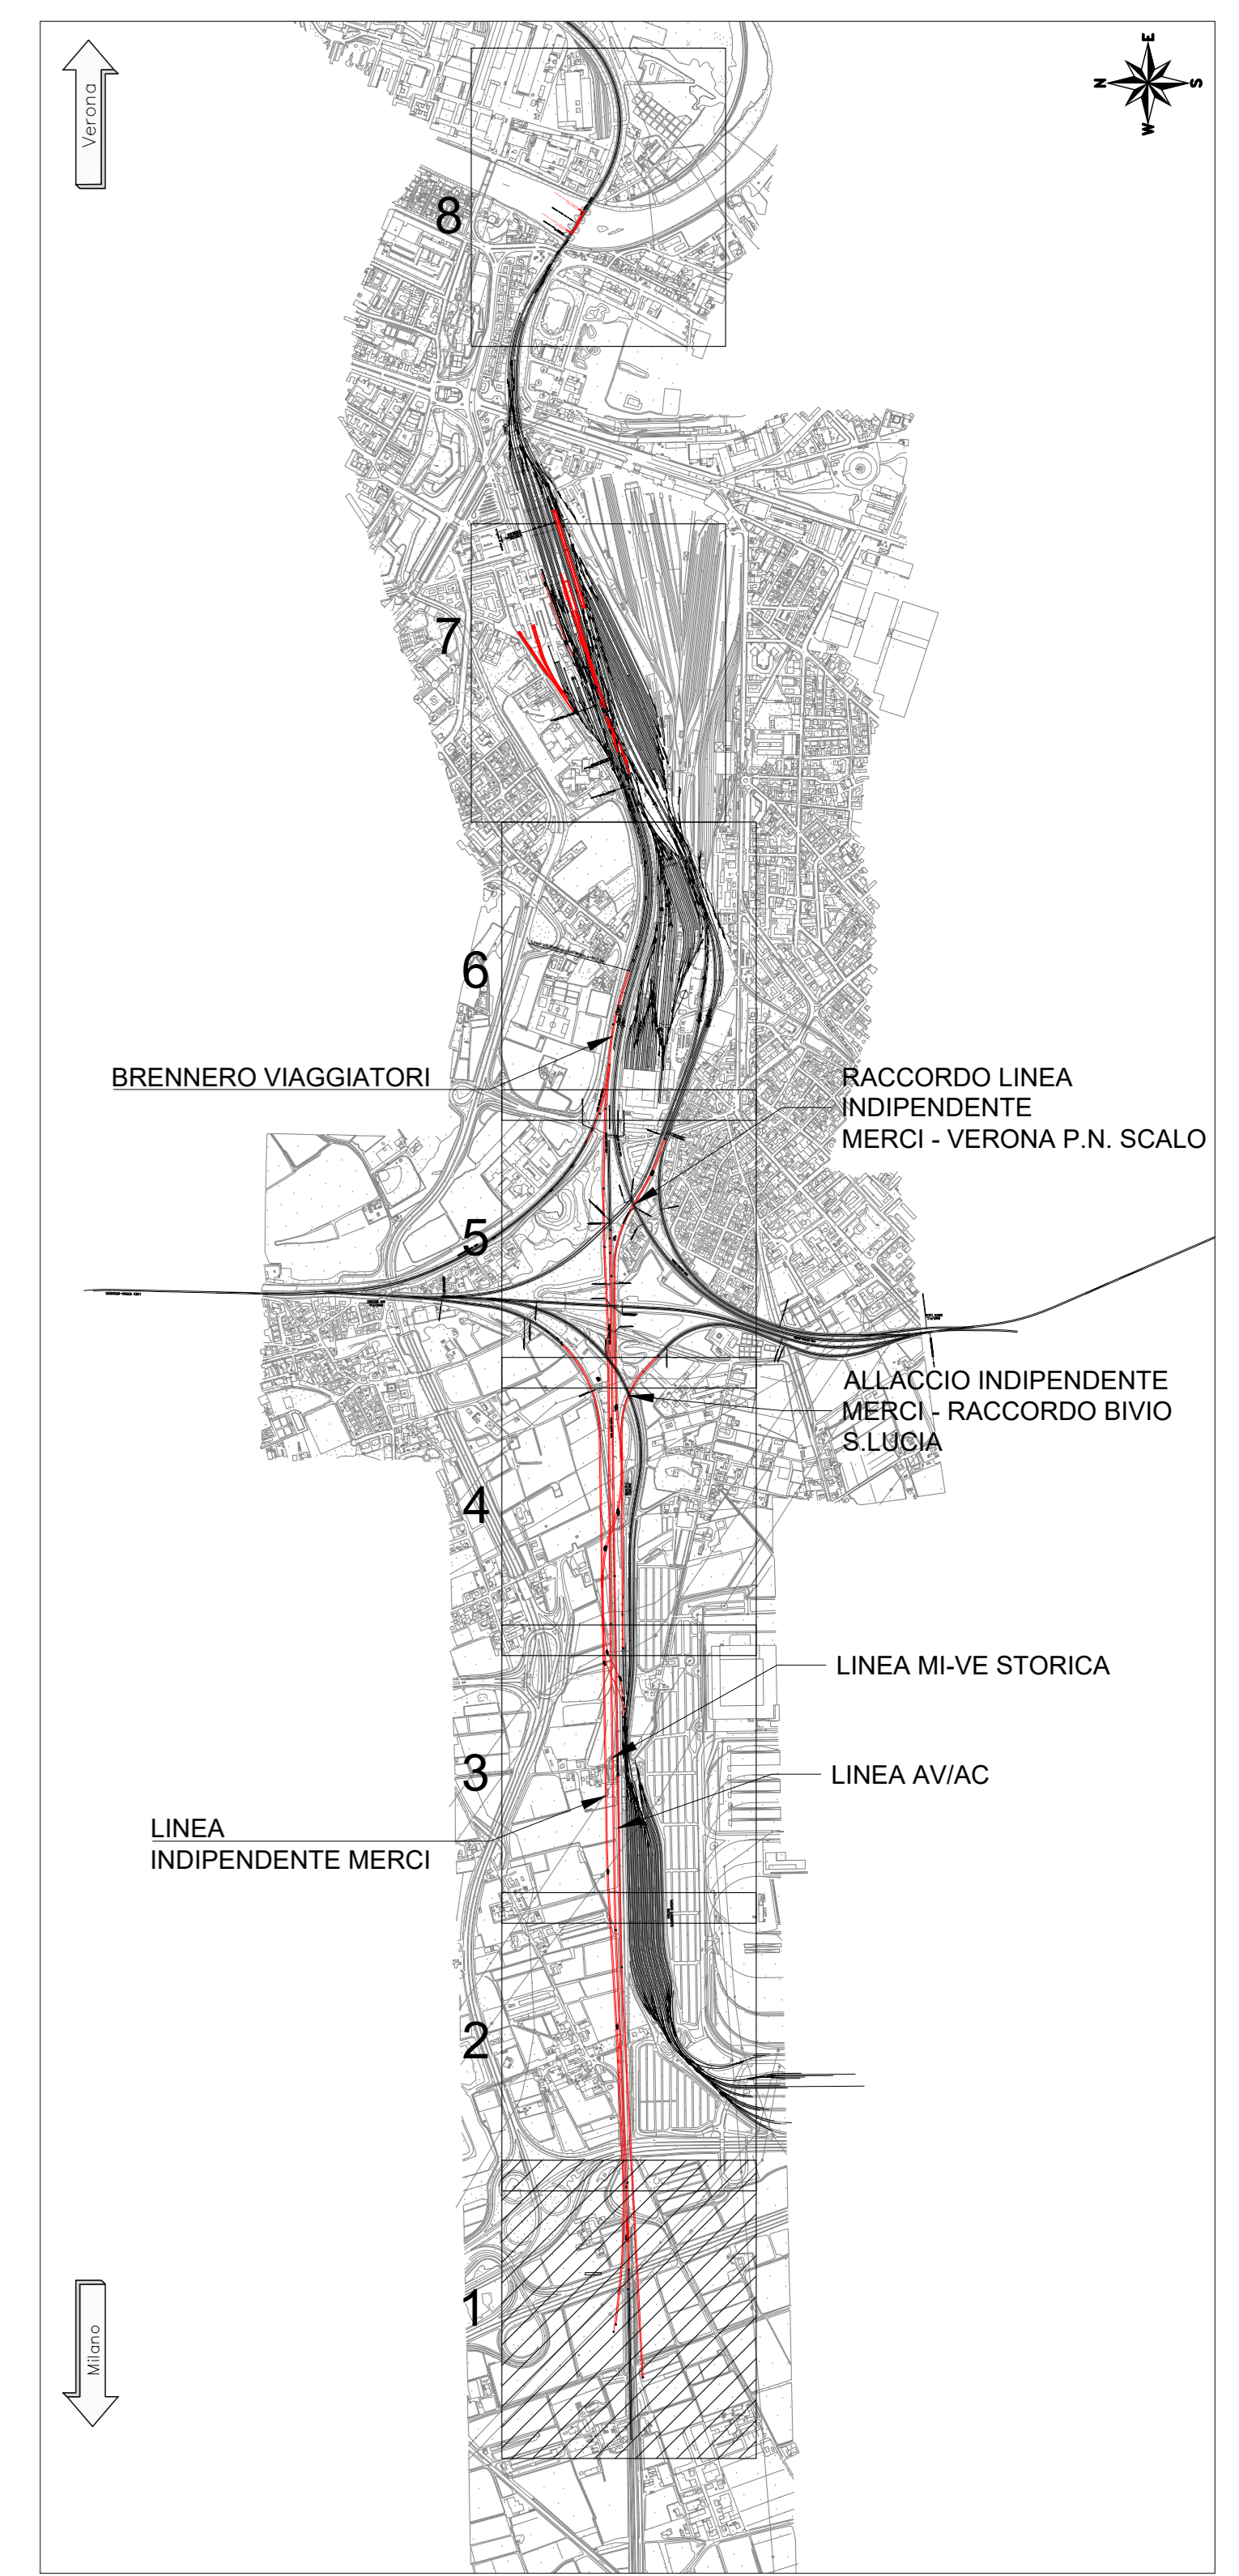 Verona
E
N
S
W
8
7
6
BRENNERO VIAGGIATORI
RACCORDO LINEA
INDIPENDENTE
MERCI - VERONA P.N. SCALO
5
ALLACCIO INDIPENDENTE
MERCI - RACCORDO BIVIO
S.LUCIA
4
LINEA MI-VE STORICA
3
LINEA AV/AC
LINEA
INDIPENDENTE MERCI
2
1
Milano